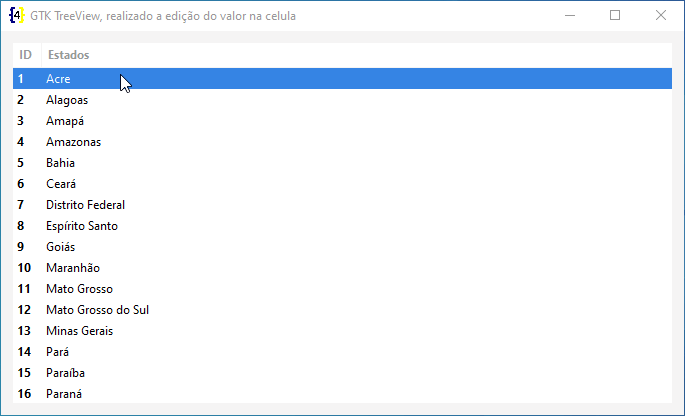 {4} GTK TreeView, realizado a edição do valor na celula
ID Estados
1 Acre
2 Alagoas
3 Amapá
4 Amazonas
5 Bahia
6 Ceará
7 Distrito Federal
8 Espírito Santo
9 Goiás
10 Maranhão
11 Mato Grosso
12 Mato Grosso do Sul
13 Minas Gerais
14 Pará
15 Paraíba
16 Paraná